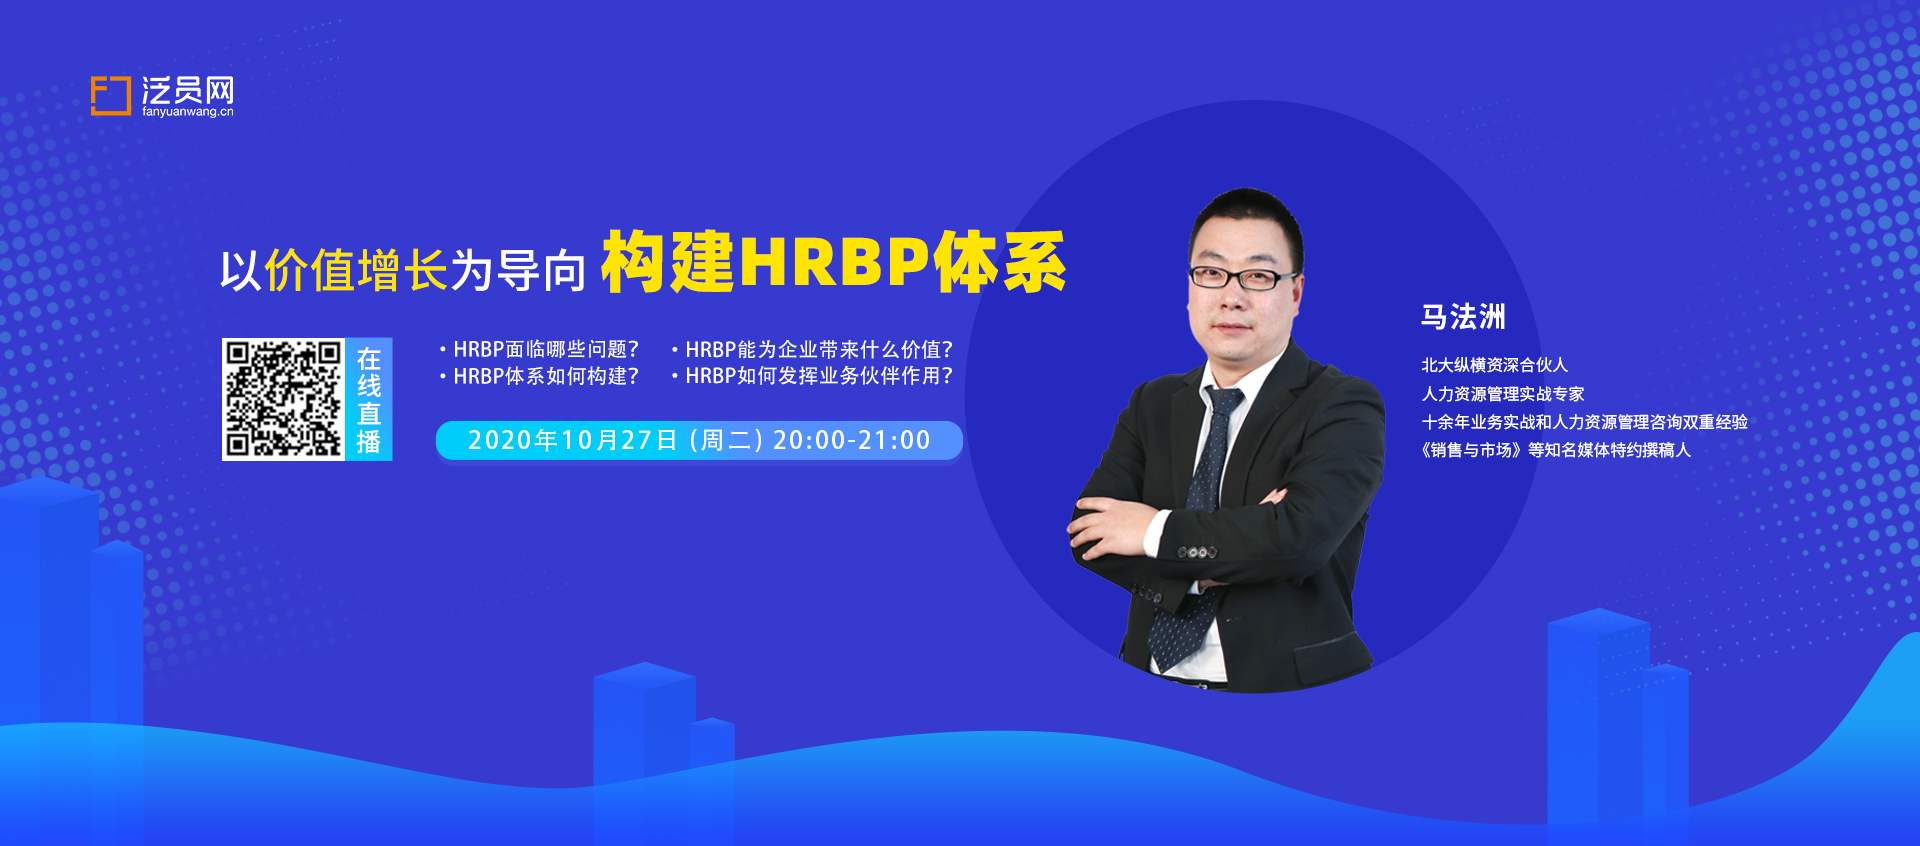 泛员网
fanyuanwang.cn
以价值增长为导向 构建HRBP体系
在线直播
·HRBP面临哪些问题? ·HRBP能为企业带来什么价值?
·HRBP体系如何构建? ·HRBP如何发挥业务伙伴作用?
2020年10月27日 (周二) 20:00-21:00
马法洲
北大纵横资深合伙人
人力资源管理实战专家
十余年业务实战和人力资源管理咨询双重经验
《销售与市场》等知名媒体特约撰稿人